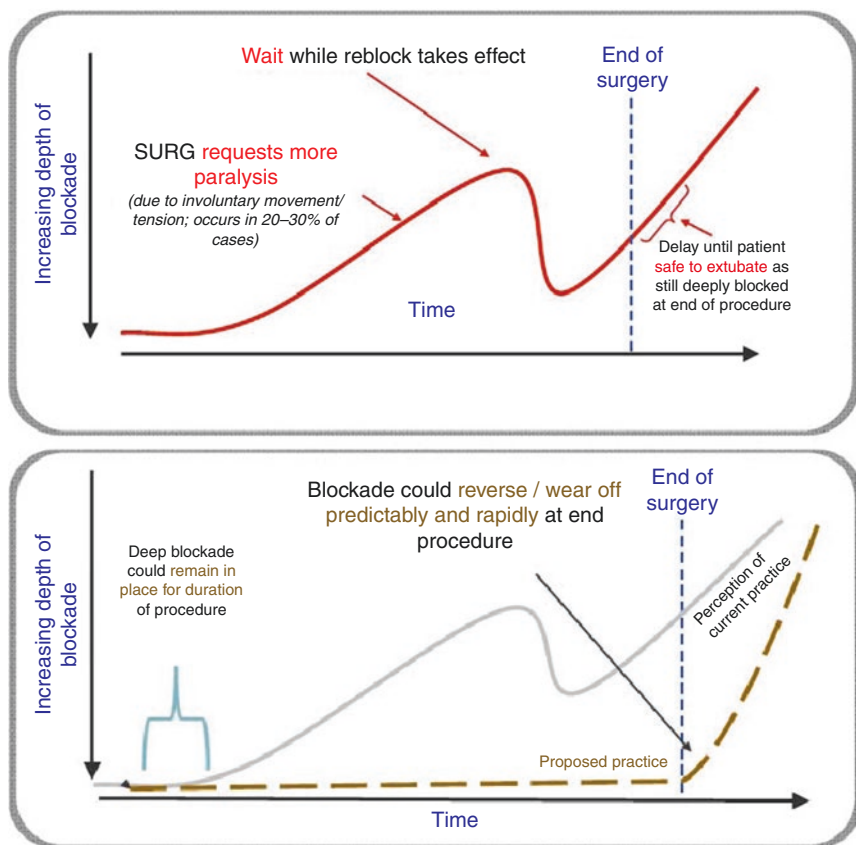 Wait while reblock takes effect
End of
surgery
SURG requests more
paralysis
(due to involuntary movement/
tension; occurs in 20–30% of
cases)
Increasing depth of
blockade
Delay until patient
safe to extubate as
still deeply blocked
at end of procedure
Time
Blockade could reverse / wear off
predictably and rapidly at end
procedure
End of
surgery
Deep blockade
could remain in
place for duration
of procedure
Increasing depth of
blockade
Perception of
current practice
Proposed practice
Time